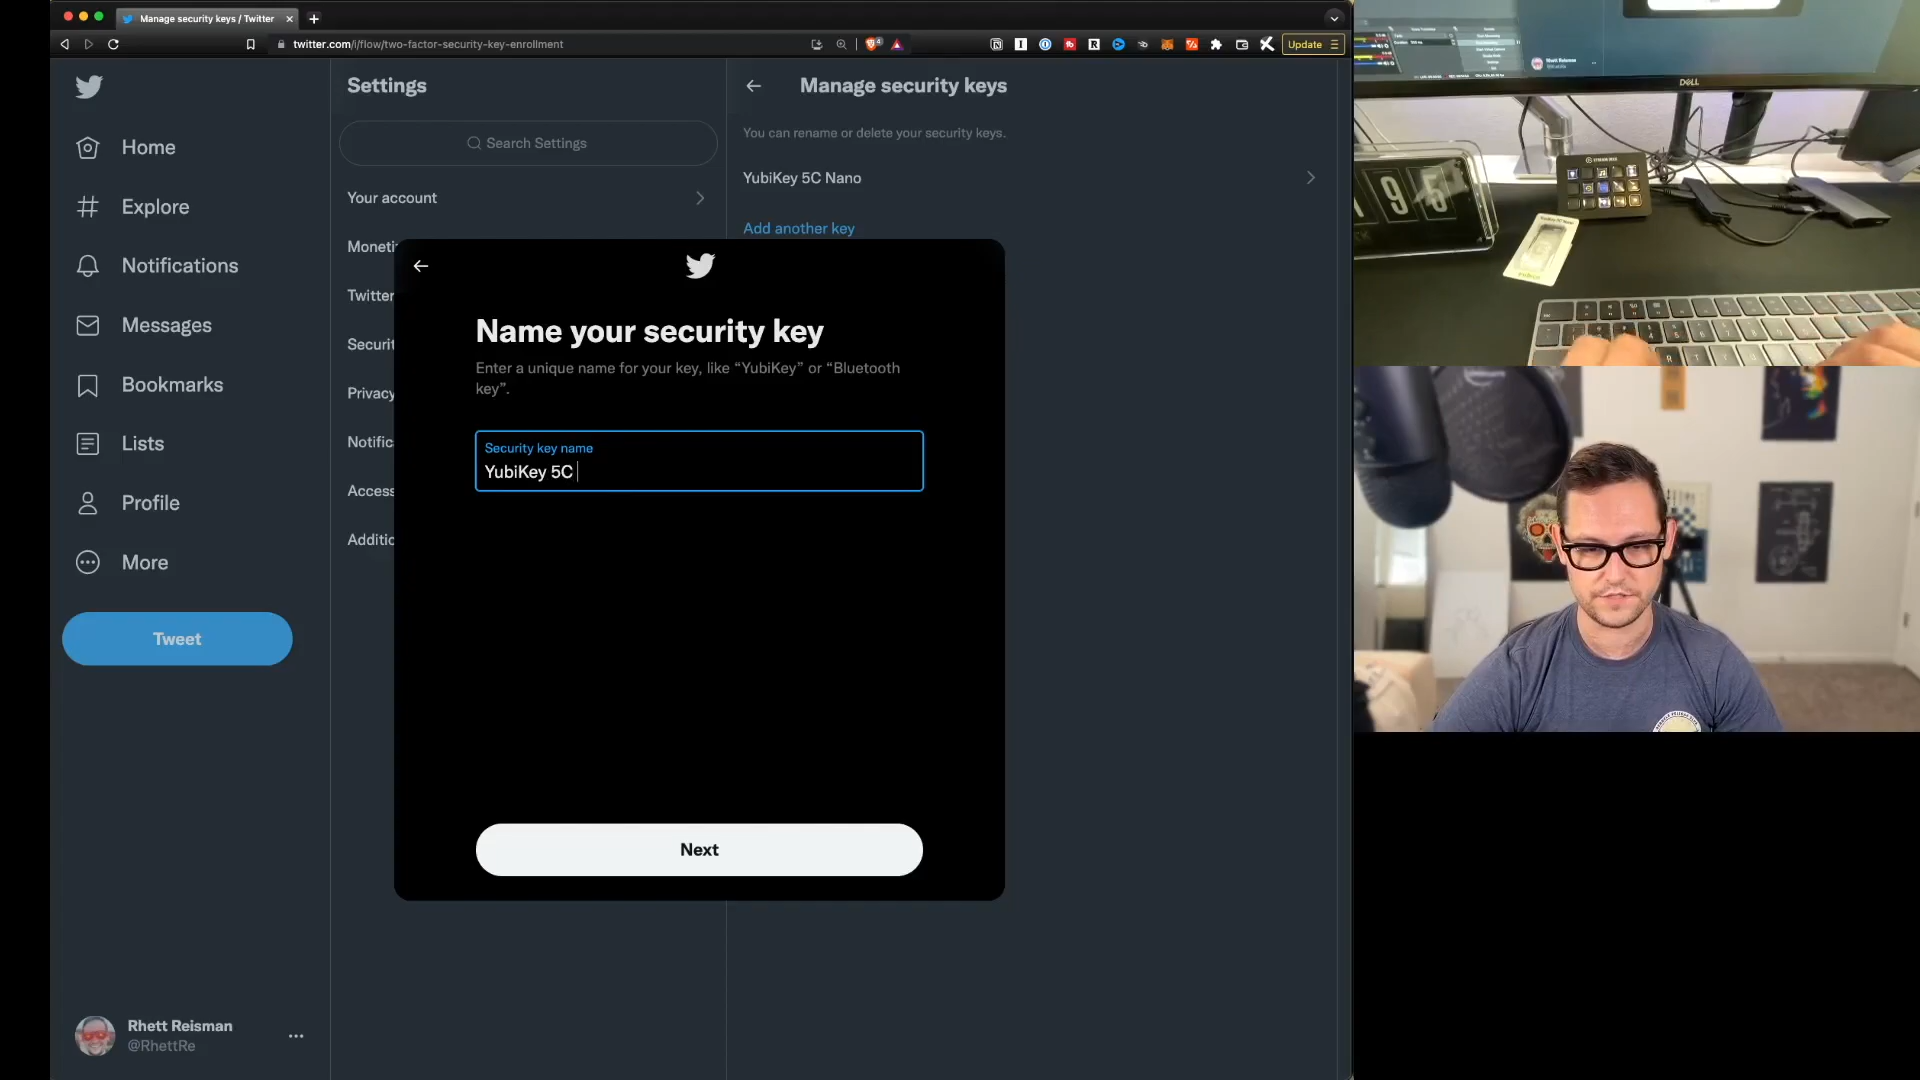 Manage security keys / Twitter
twitter.com/i/flow/two-factor-security-key-enrollment
Update
Settings
Search Settings
Your account
Moneti
Twitter
Securit
Privacy
Notific
Access
Additic
Home
Explore
Notifications
Messages
Bookmarks
Lists
Profile
More
Tweet
Rhett Reisman
@RhettRe
Manage security keys
You can rename or delete your security keys.
YubiKey 5C Nano
Add another key
Name your security key
Enter a unique name for your key, like “YubiKey” or “Bluetooth
key”.
Security key name
YubiKey 5C
Next
DELL
STREAM DECK